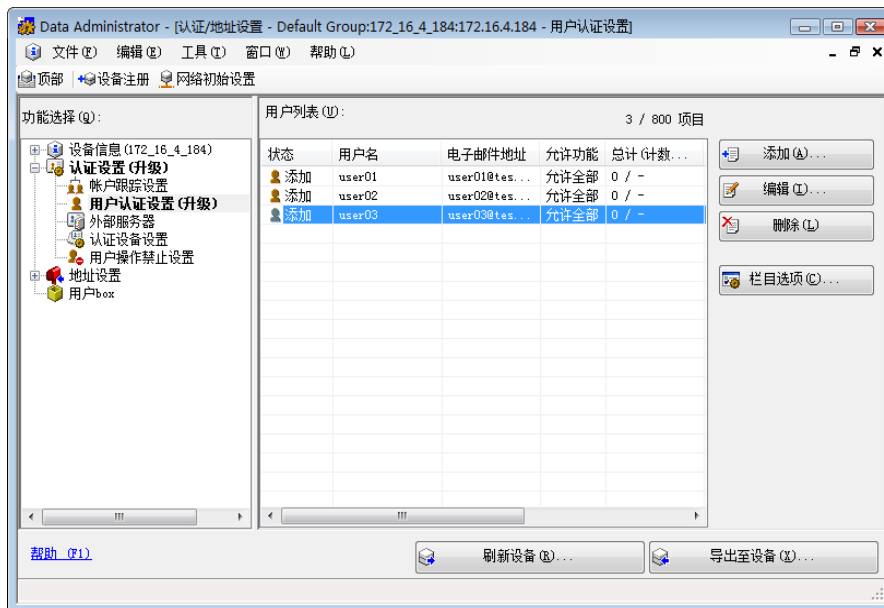 Data Administrator - [认证/地址设置 - Default Group:172_16_4_184:172.16.4.184 - 用户认证设置]
文件(F) 编辑(E) 工具(T) 窗口(W) 帮助(L)
顶部 设备注册 网络初始设置
功能选择(Q):
设备信息(172_16_4_184)
认证设置(升级)
帐户跟踪设置
用户认证设置(升级)
外部服务器
认证设备设置
用户操作禁止设置
地址设置
用户box
用户列表(U):
3 / 800 项目
状态 用户名 电子邮件地址 允许功能 总计(计数...
添加 user01 user01@tes... 允许全部 0 / -
添加 user02 user02@tes... 允许全部 0 / -
添加 user03 user03@tes... 允许全部 0 / -
添加(A)...
编辑(I)...
删除(L)
栏目选项(C)...
帮助 (F1)
刷新设备(R)...
导出至设备(X)...